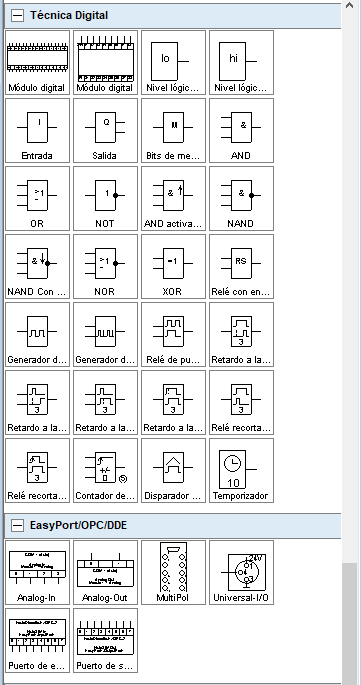 Técnica Digital
lo
hi
Módulo digital
Módulo digital
Nivel lógic...
Nivel lógic...
I
Q
M
&
Entrada
Salida
Bits de me...
AND
>1
1
&
&
OR
NOT
AND activa...
NAND
&
>1
=1
RS
NAND Con ...
NOR
XOR
Relé con en...
3
Generador d...
Generador d...
Relé de pu...
Retardo a la...
3
3
3
3
Retardo a la...
Retardo a la...
Retardo a la...
Relé recorta...
3
+/-
0
10
Relé recorta...
Contador de...
Disparador ...
Temporizador
EasyPort/OPC/DDE
24V
1
4
3
Analog-In
Analog-Out
MultiPol
Universal-I/O
Puerto de e...
Puerto de s...